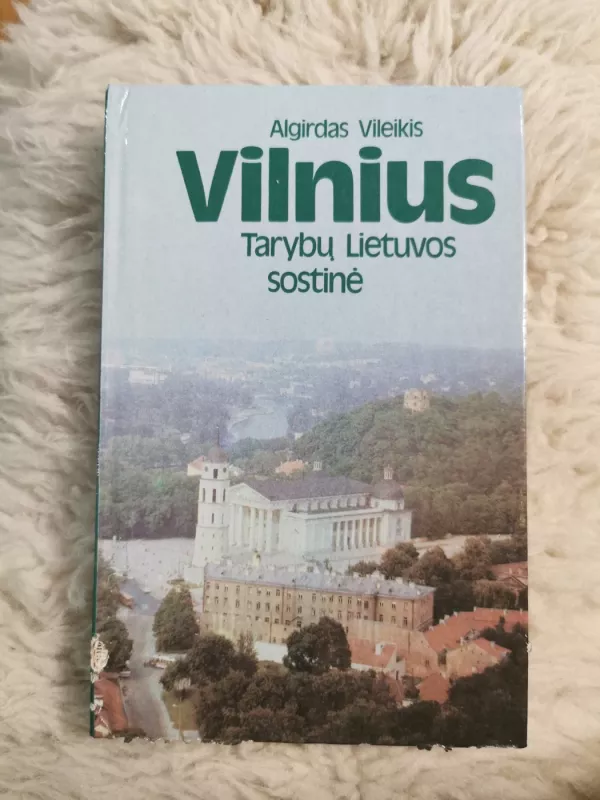 Algirdas Vileikis
Vilnius
Tarybų Lietuvos
sostinė